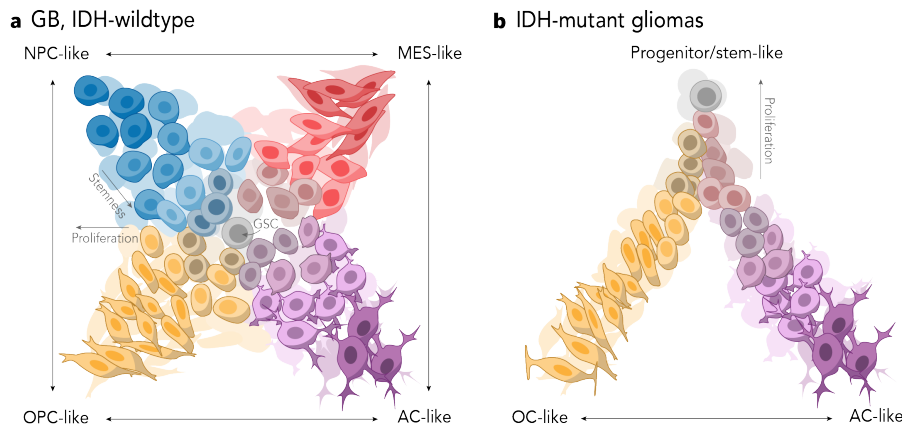 a GB, IDH-wildtype
NPC-like
MES-like
Stemness
Proliferation
GSC
OPC-like
AC-like
b IDH-mutant gliomas
Progenitor/stem-like
Proliferation
OC-like
AC-like